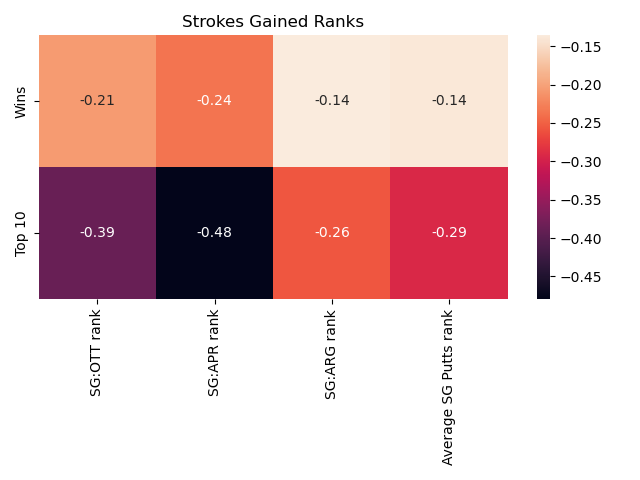 Strokes Gained Ranks
Wins
-0.21 -0.24 -0.14 -0.14
Top 10
-0.39 -0.48 -0.26 -0.29
SG:OTT rank
SG:APR rank
SG:ARG rank
Average SG Putts rank
−0.15
−0.20
−0.25
−0.30
−0.35
−0.40
−0.45